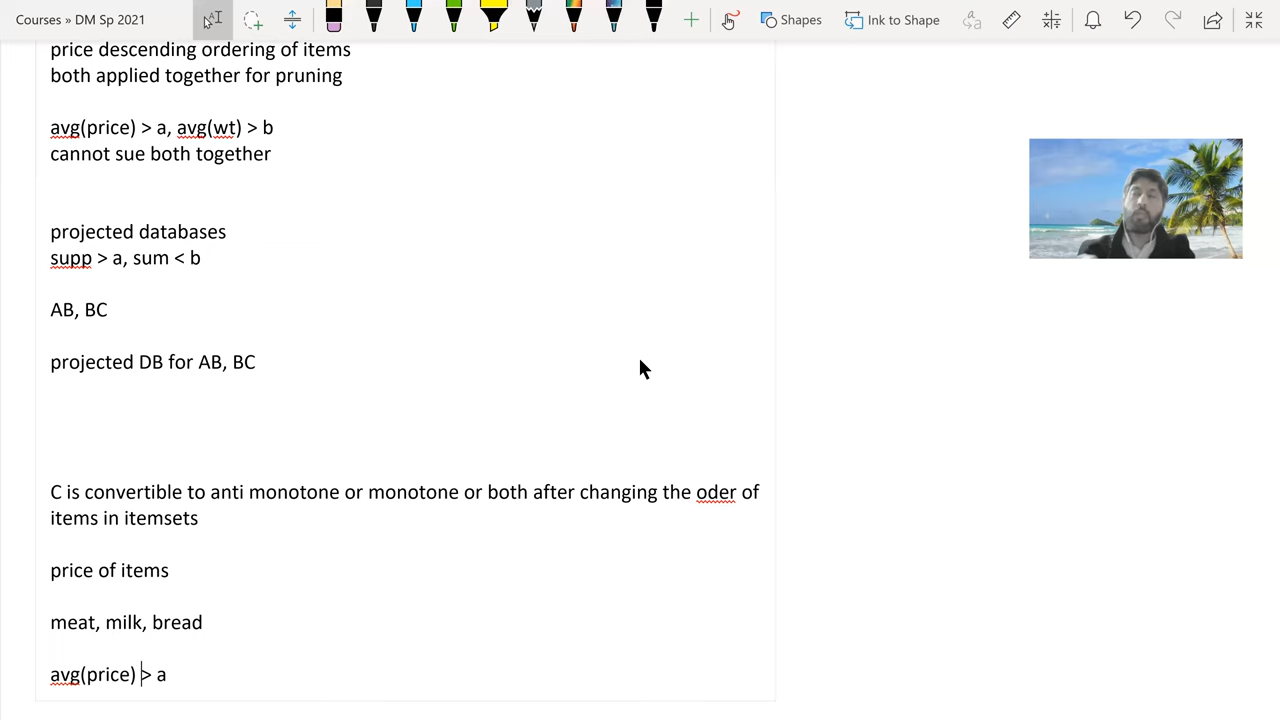 Courses » DM Sp 2021
Shapes
Ink to Shape
price descending ordering of items
both applied together for pruning
avg(price) > a, avg(wt) > b
cannot sue both together
projected databases
supp > a, sum < b
AB, BC
projected DB for AB, BC
C is convertible to anti monotone or monotone or both after changing the oder of
items in itemsets
price of items
meat, milk, bread
avg(price) > a